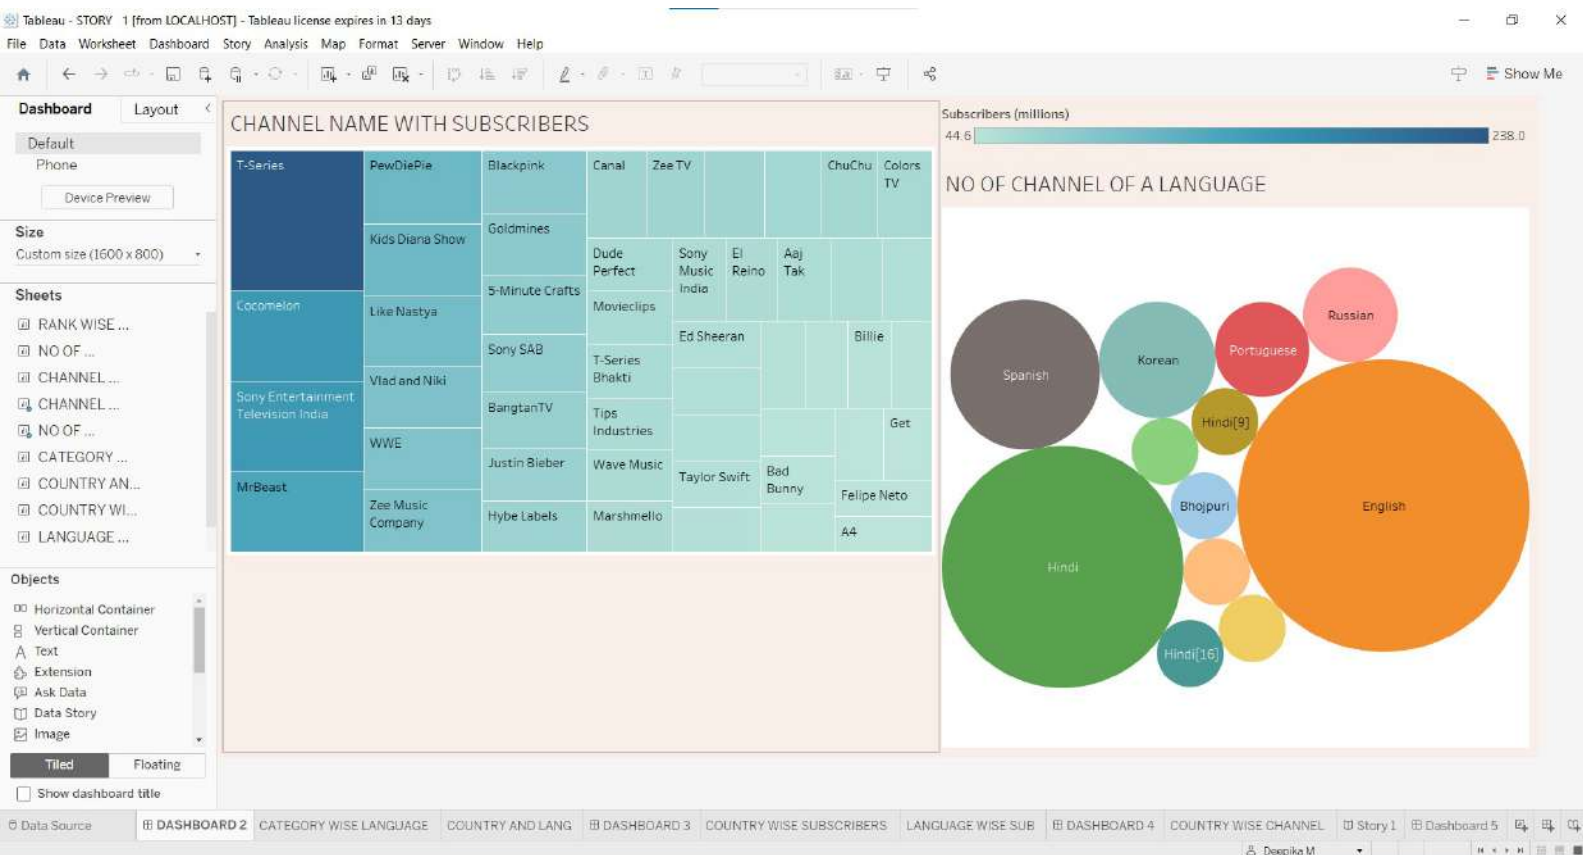 Tableau - STORY 1 [from LOCALHOST] - Tableau license expires in 13 days
File Data Worksheet Dashboard Story Analysis Map Format Server Window Help
Show Me
Dashboard
Layout
Default
Phone
Device Preview
Size
Custom size (1600 x 800)
Sheets
RANK WISE ...
NO OF ...
CHANNEL ...
CHANNEL ...
NO OF ...
CATEGORY ...
COUNTRY AN...
COUNTRY WI...
LANGUAGE ...
Objects
Horizontal Container
Vertical Container
Text
Extension
Ask Data
Data Story
Image
Tiled
Floating
Show dashboard title
CHANNEL NAME WITH SUBSCRIBERS
T-Series
Cocomelon
Sony Entertainment
Television India
MrBeast
PewDiePie
Kids Diana Show
Like Nastya
Vlad and Niki
WWE
Zee Music
Company
Blackpink
Goldmines
5-Minute Crafts
Sony SAB
BangtanTV
Justin Bieber
Hybe Labels
Canal
Zee TV
ChuChu
Colors
TV
Dude
Perfect
Sony
Music
India
El
Reino
Aaj
Tak
Movieclips
T-Series
Bhakti
Tips
Industries
Wave Music
Marshmello
Ed Sheeran
Billie
Taylor Swift
Bad
Bunny
Get
Felipe Neto
A4
Subscribers (millions)
44.6
238.0
NO OF CHANNEL OF A LANGUAGE
Russian
Spanish
Korean
Portuguese
Hindi[9]
Bhojpuri
English
Hindi
Hindi[16]
Data Source
DASHBOARD 2
CATEGORY WISE LANGUAGE
COUNTRY AND LANG
DASHBOARD 3
COUNTRY WISE SUBSCRIBERS
LANGUAGE WISE SUB
DASHBOARD 4
COUNTRY WISE CHANNEL
Story 1
Dashboard 5
Deepika M